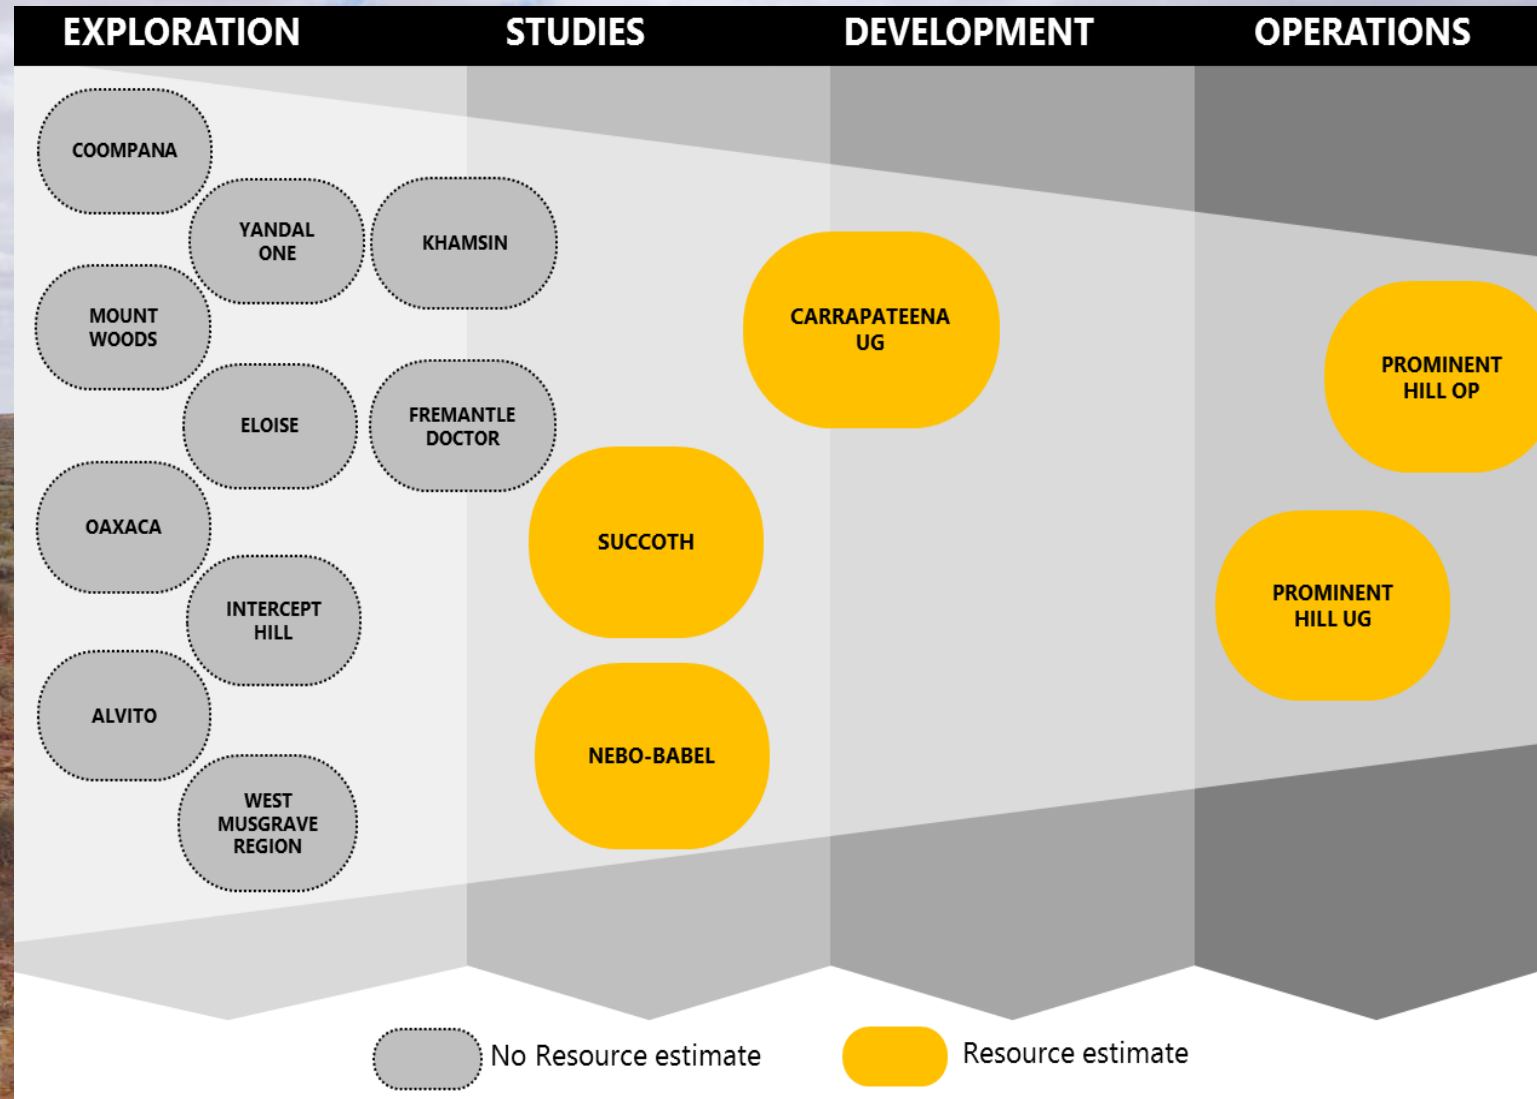 EXPLORATION
STUDIES
DEVELOPMENT
OPERATIONS
COOMPANA
YANDAL
ONE
KHAMSIN
MOUNT
WOODS
CARRAPATEENA
UG
PROMINENT
HILL OP
ELOISE
FREMANTLE
DOCTOR
OAXACA
SUCCOTH
INTERCEPT
HILL
PROMINENT
HILL UG
ALVITO
NEBO-BABEL
WEST
MUSGRAVE
REGION
No Resource estimate
Resource estimate